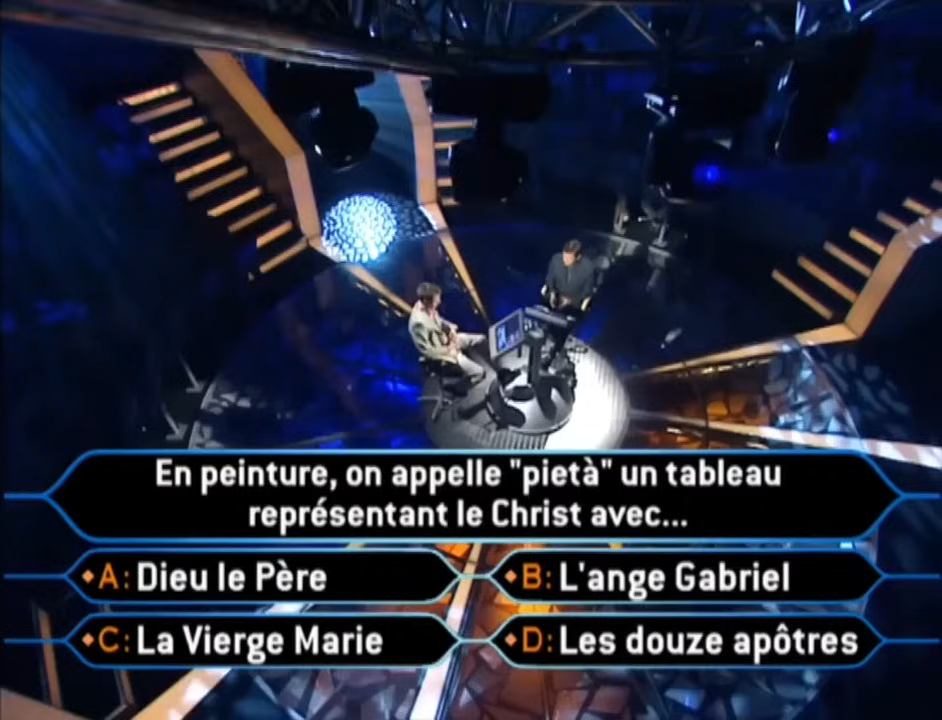 En peinture, on appelle "pietà" un tableau
représentant le Christ avec...
A: Dieu le Père
B: L'ange Gabriel
C: La Vierge Marie
D: Les douze apôtres